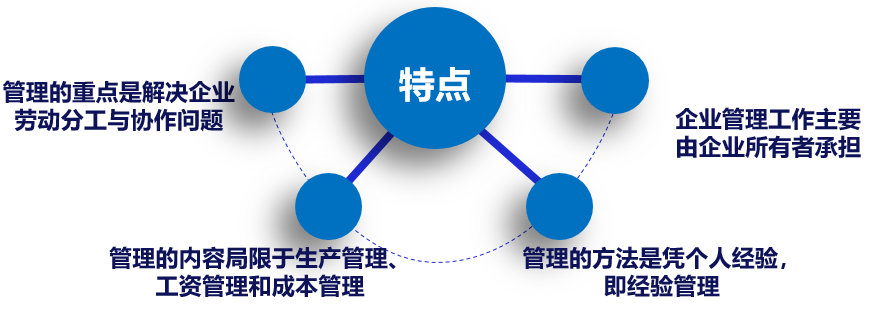 特点
管理的重点是解决企业
劳动分工与协作问题
企业管理工作主要
由企业所有者承担
管理的内容局限于生产管理、
工资管理和成本管理
管理的方法是凭个人经验，
即经验管理